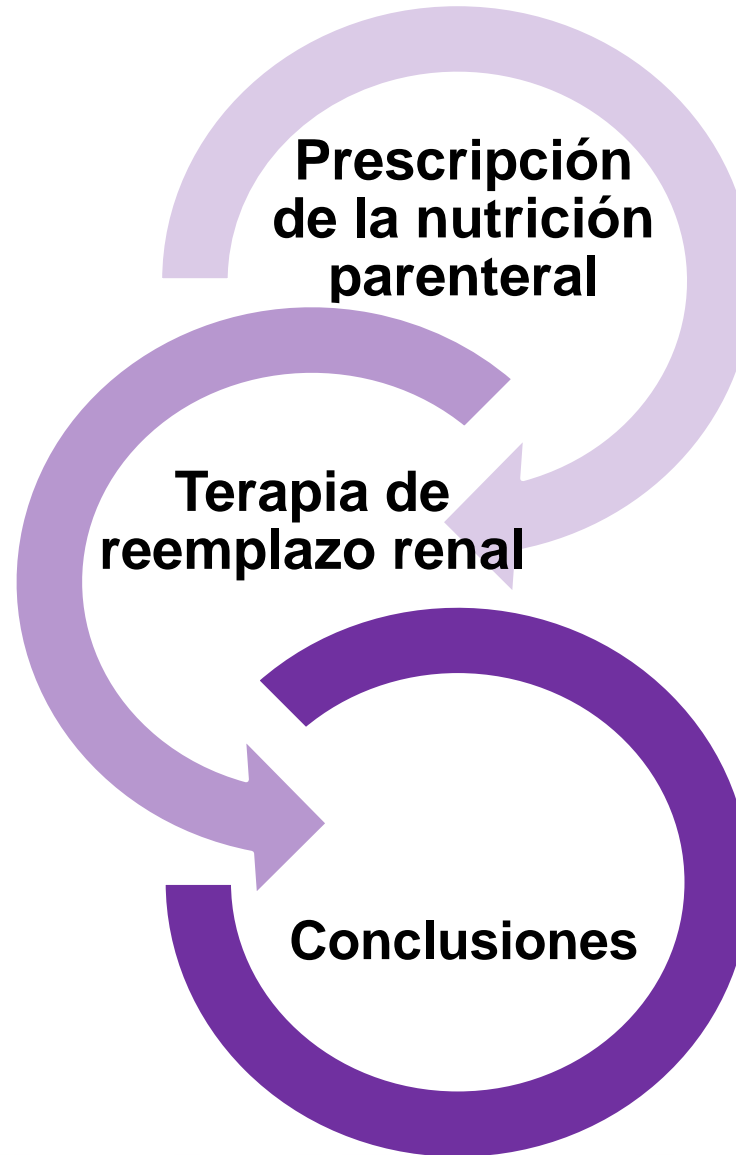 Prescripción
de la nutrición
parenteral
Terapia de
reemplazo renal
Conclusiones